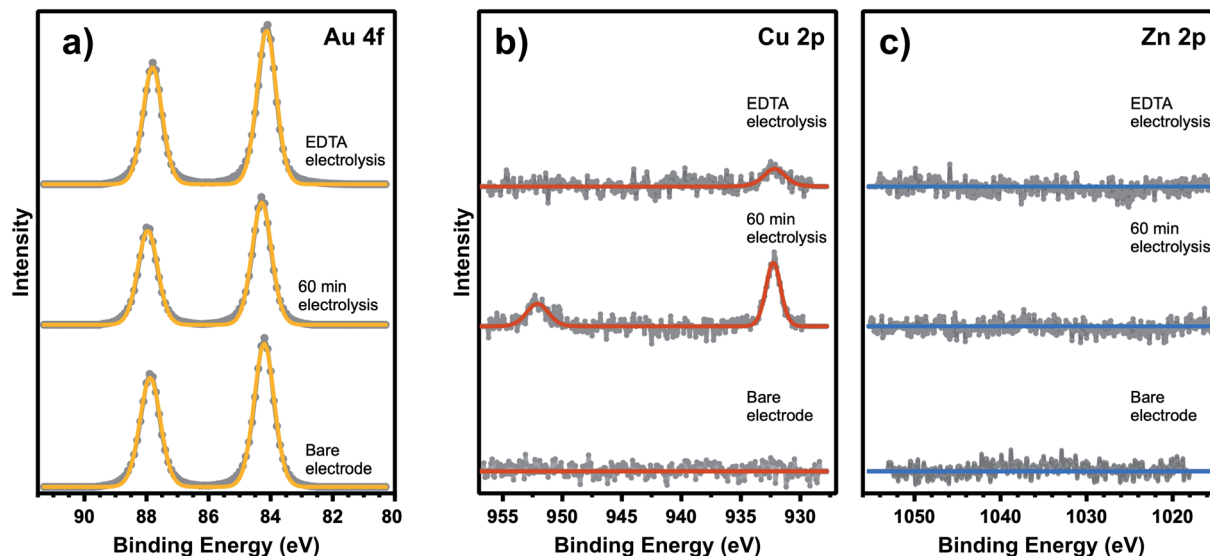 a)
Au 4f
EDTA
electrolysis
60 min
electrolysis
Bare
electrode
Intensity
90 88 86 84 82 80
Binding Energy (eV)
b)
Cu 2p
EDTA
electrolysis
60 min
electrolysis
Bare
electrode
Intensity
955 950 945 940 935 930
Binding Energy (eV)
c)
Zn 2p
EDTA
electrolysis
60 min
electrolysis
Bare
electrode
1050 1040 1030 1020
Binding Energy (eV)